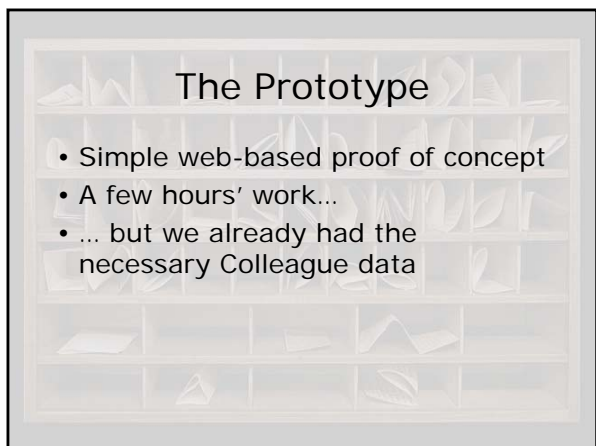 The Prototype
• Simple web-based proof of concept
• A few hours’ work…
• … but we already had the
necessary Colleague data